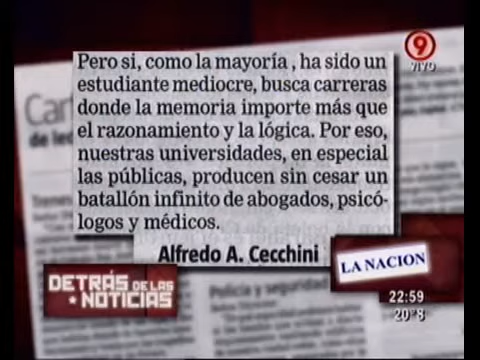 Pero si, como la mayoría , ha sido un
estudiante mediocre, busca carreras
donde la memoria importe más que
el razonamiento y la lógica. Por eso,
nuestras universidades, en especial
las públicas, producen sin cesar un
batallón infinito de abogados, psicó-
logos y médicos.
Alfredo A. Cecchini
LA NACION
DETRÁS DE LAS
NOTICIAS
9
VIVO
22:59
20°8
Policía y seguridad